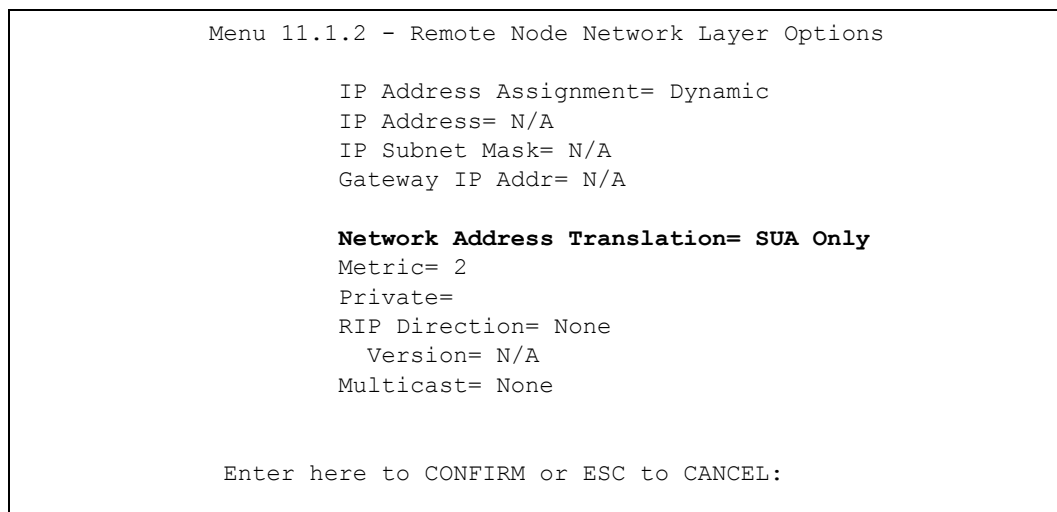 Menu 11.1.2 - Remote Node Network Layer Options
IP Address Assignment= Dynamic
IP Address= N/A
IP Subnet Mask= N/A
Gateway IP Addr= N/A
Network Address Translation= SUA Only
Metric= 2
Private=
RIP Direction= None
Version= N/A
Multicast= None
Enter here to CONFIRM or ESC to CANCEL: